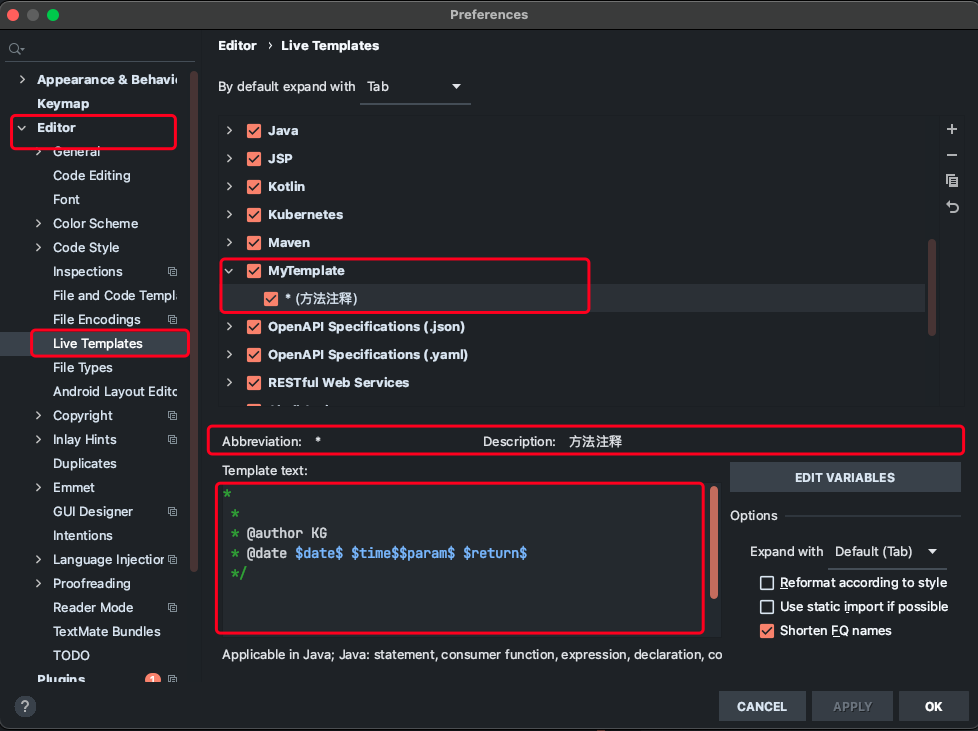 Preferences
Appearance & Behavi
Keymap
Editor
General
Code Editing
Font
Color Scheme
Code Style
Inspections
File and Code Templ
File Encodings
Live Templates
File Types
Android Layout Edito
Copyright
Inlay Hints
Duplicates
Emmet
GUI Designer
Intentions
Language Injection
Proofreading
Reader Mode
TextMate Bundles
TODO
Plugins 1
Editor › Live Templates
By default expand with Tab
Java
JSP
Kotlin
Kubernetes
Maven
MyTemplate
* (方法注释)
OpenAPI Specifications (.json)
OpenAPI Specifications (.yaml)
RESTful Web Services
Abbreviation: * Description: 方法注释
Template text:
*
*
* @author KG
* @date $date$ $time$$param$ $return$
*/
EDIT VARIABLES
Options
Expand with Default (Tab)
Reformat according to style
Use static import if possible
Shorten FQ names
Applicable in Java; Java: statement, consumer function, expression, declaration, co
? CANCEL APPLY OK